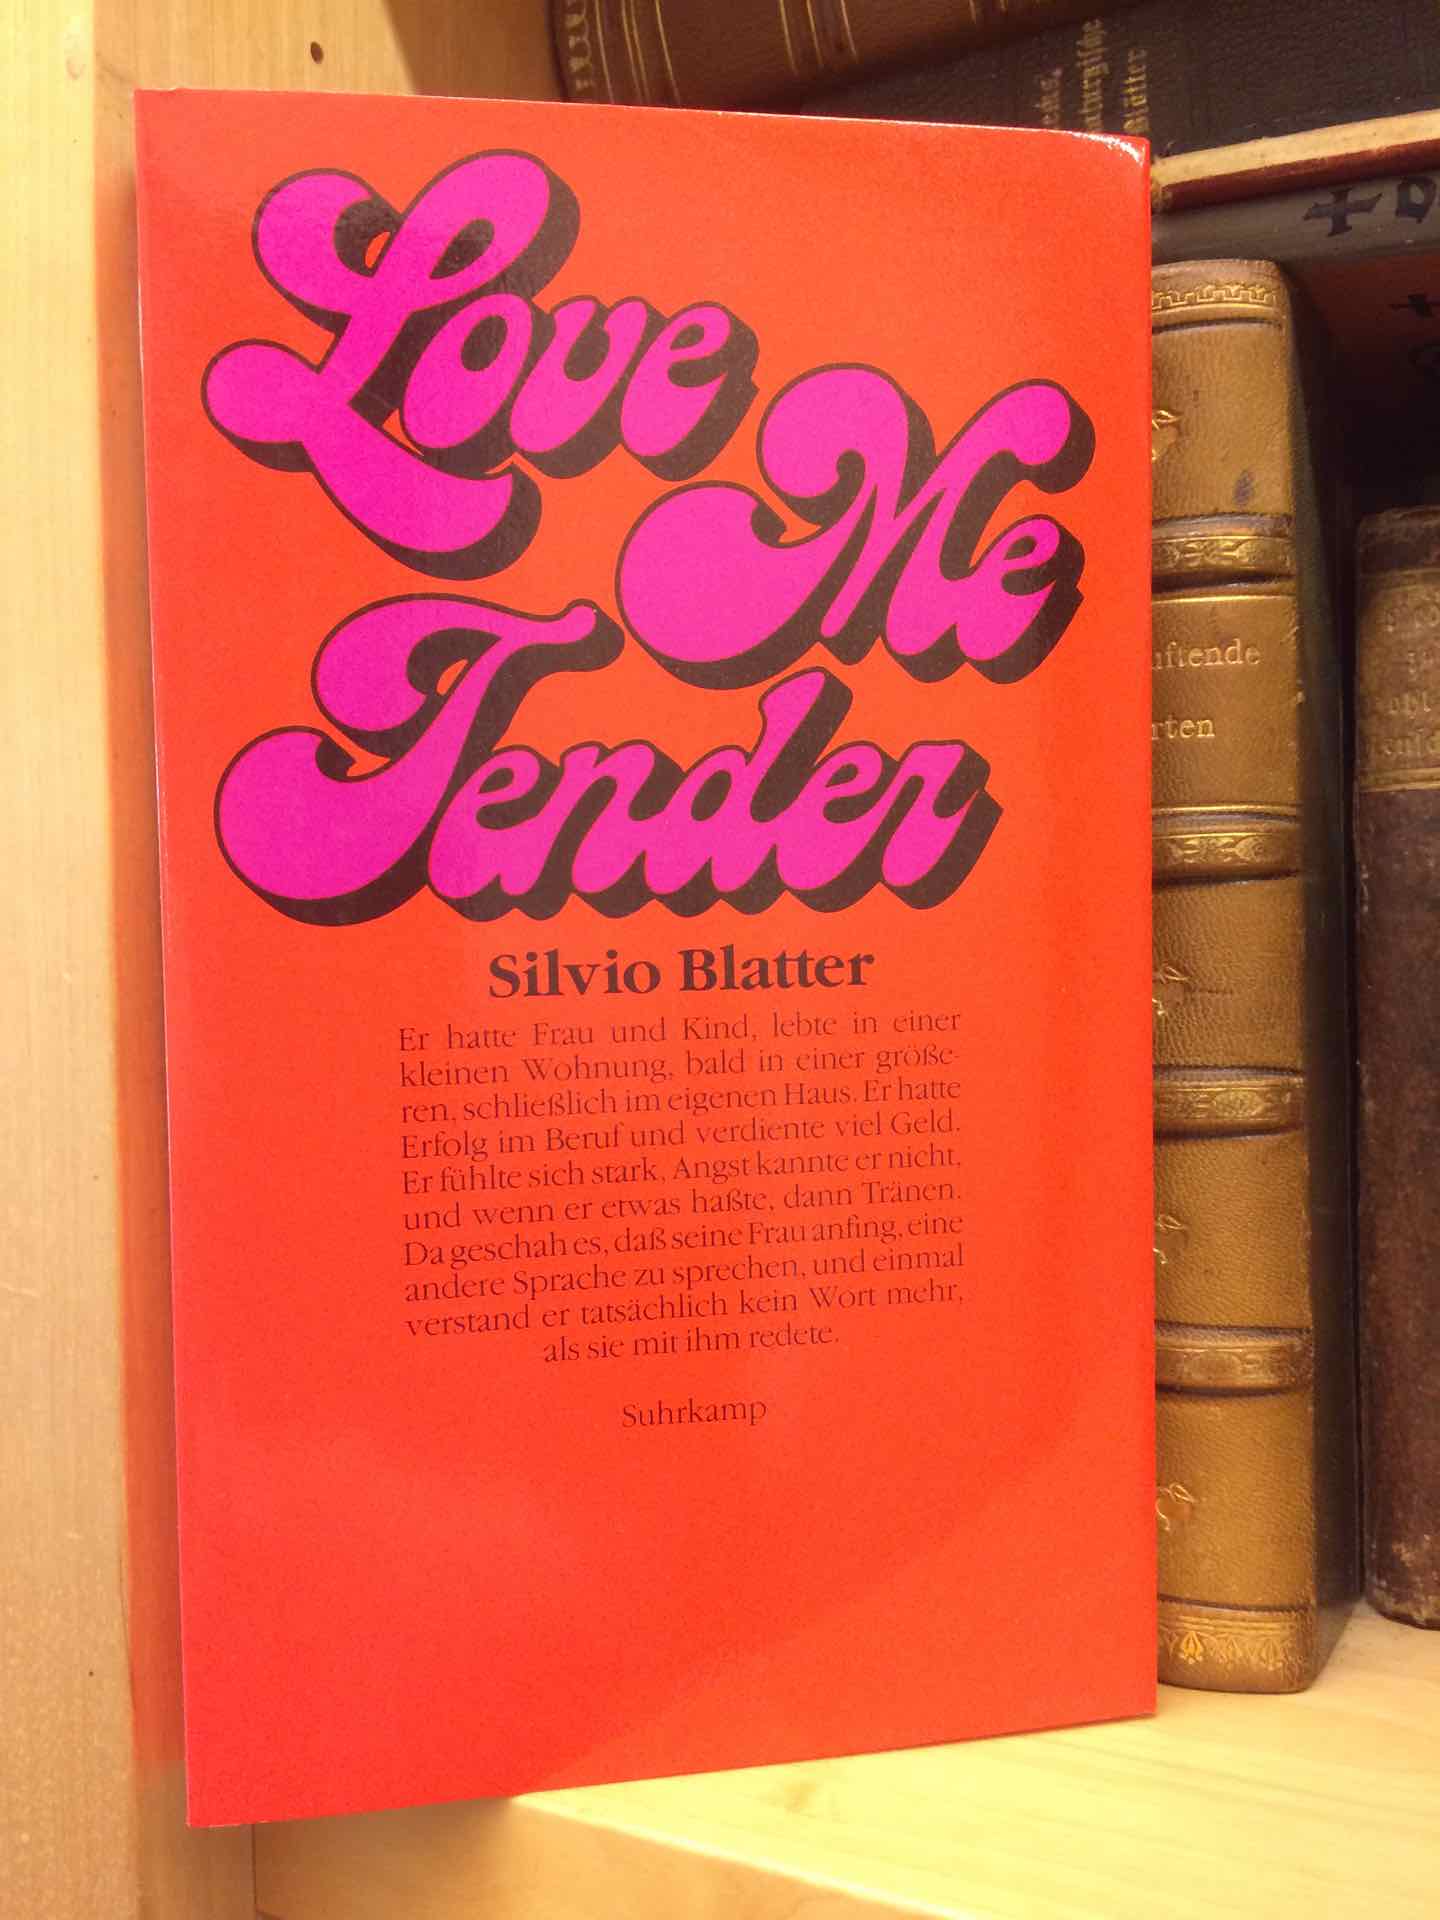 Love
Me
Tender
Silvio Blatter
Er hatte Frau und Kind, lebte in einer
kleinen Wohnung, bald in einer größe-
ren, schließlich im eigenen Haus. Er hatte
Erfolg im Beruf und verdiente viel Geld.
Er fühlte sich stark, Angst kannte er nicht,
und wenn er etwas haßte, dann Tränen.
Da geschah es, daß seine Frau anfing, eine
andere Sprache zu sprechen, und einmal
verstand er tatsächlich kein Wort mehr,
als sie mit ihm redete.
Suhrkamp
uftende
rten